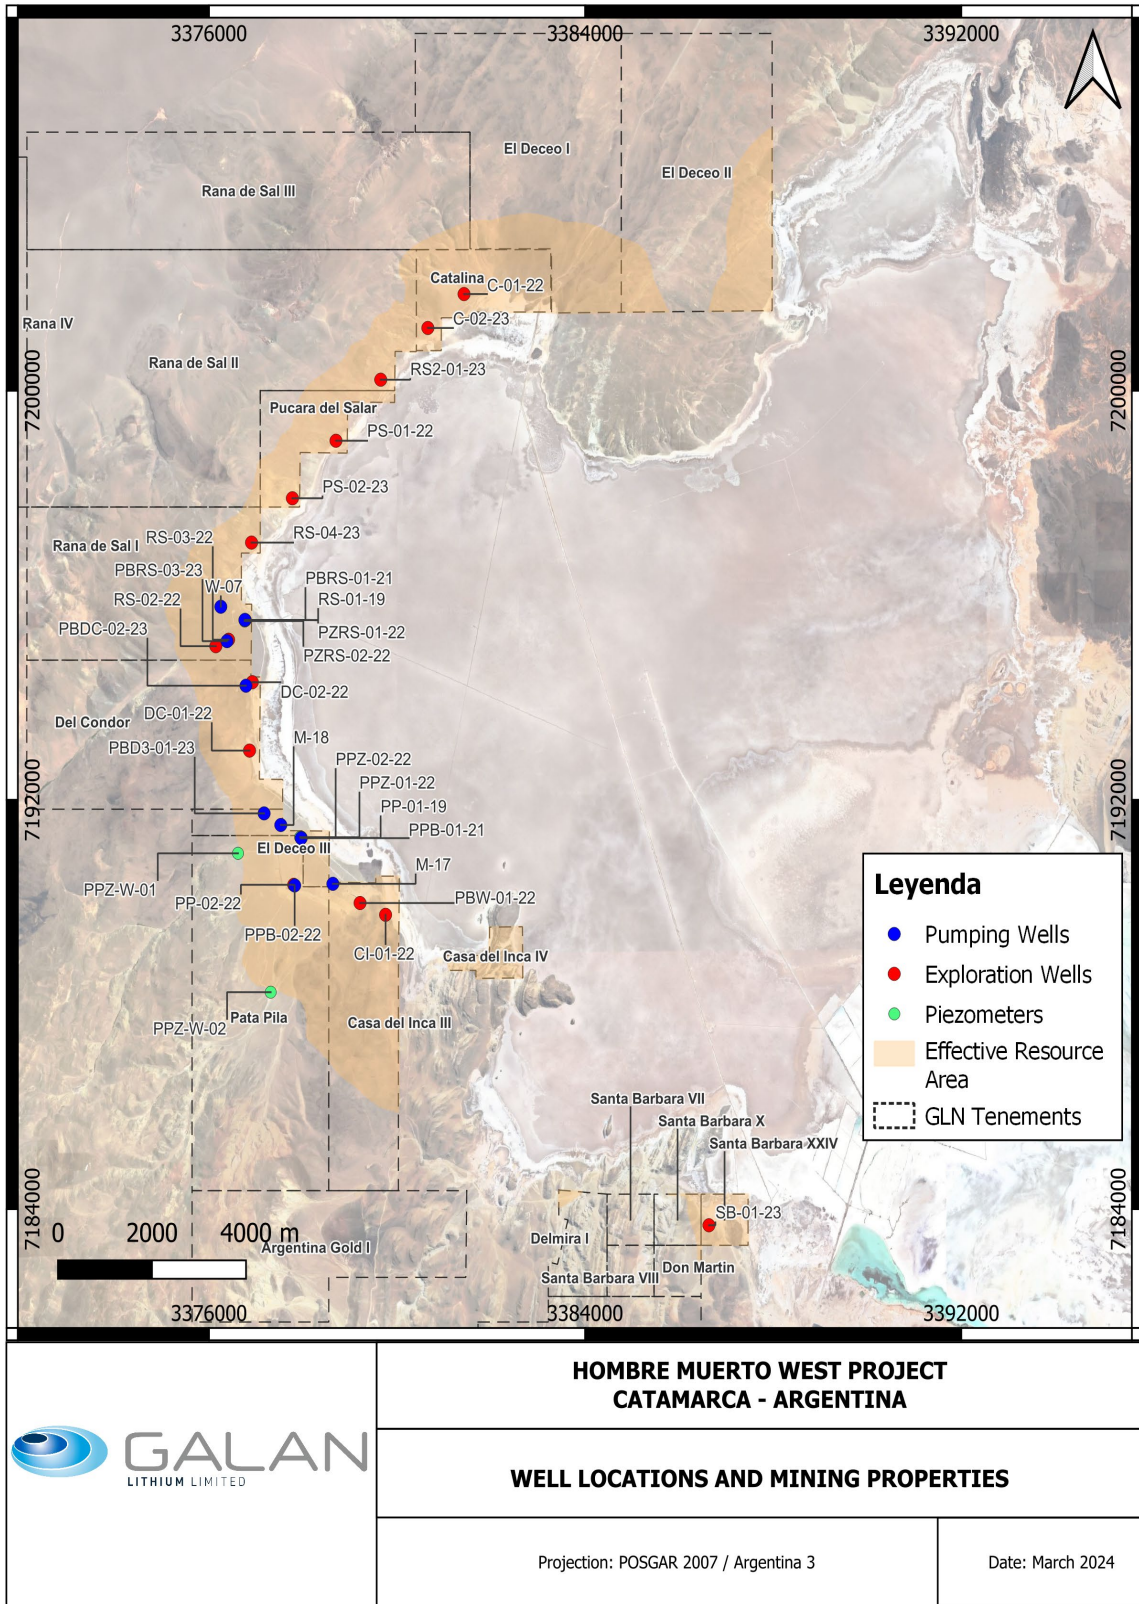 3376000
3384000
3392000
El Deceo I
El Deceo II
Rana de Sal III
Catalina
C-01-22
C-02-23
Rana IV
Rana de Sal II
RS2-01-23
7200000
7200000
Pucara del Salar
PS-01-22
PS-02-23
RS-04-23
RS-03-22
Rana de Sal I
PBRS-03-23
W-07
PBRS-01-21
RS-02-22
RS-01-19
PBDC-02-23
PZRS-01-22
PZRS-02-22
DC-02-22
DC-01-22
Del Condor
M-18
PBD3-01-23
PPZ-02-22
PPZ-01-22
PP-01-19
PPB-01-21
7192000
7192000
El Deceo III
M-17
PPZ-W-01
PP-02-22
PBW-01-22
PPB-02-22
CI-01-22
Casa del Inca IV
PPZ-W-02
Pata Pila
Casa del Inca III
Leyenda
Pumping Wells
Exploration Wells
Piezometers
Effective Resource
Area
GLN Tenements
Santa Barbara VII
Santa Barbara X
Santa Barbara XXIV
SB-01-23
7184000
7184000
Delmira I
Don Martin
Santa Barbara VIII
Argentina Gold I
0 2000 4000 m
3376000
3384000
3392000
HOMBRE MUERTO WEST PROJECT
CATAMARCA - ARGENTINA
GALAN
LITHIUM LIMITED
WELL LOCATIONS AND MINING PROPERTIES
Projection: POSGAR 2007 / Argentina 3
Date: March 2024